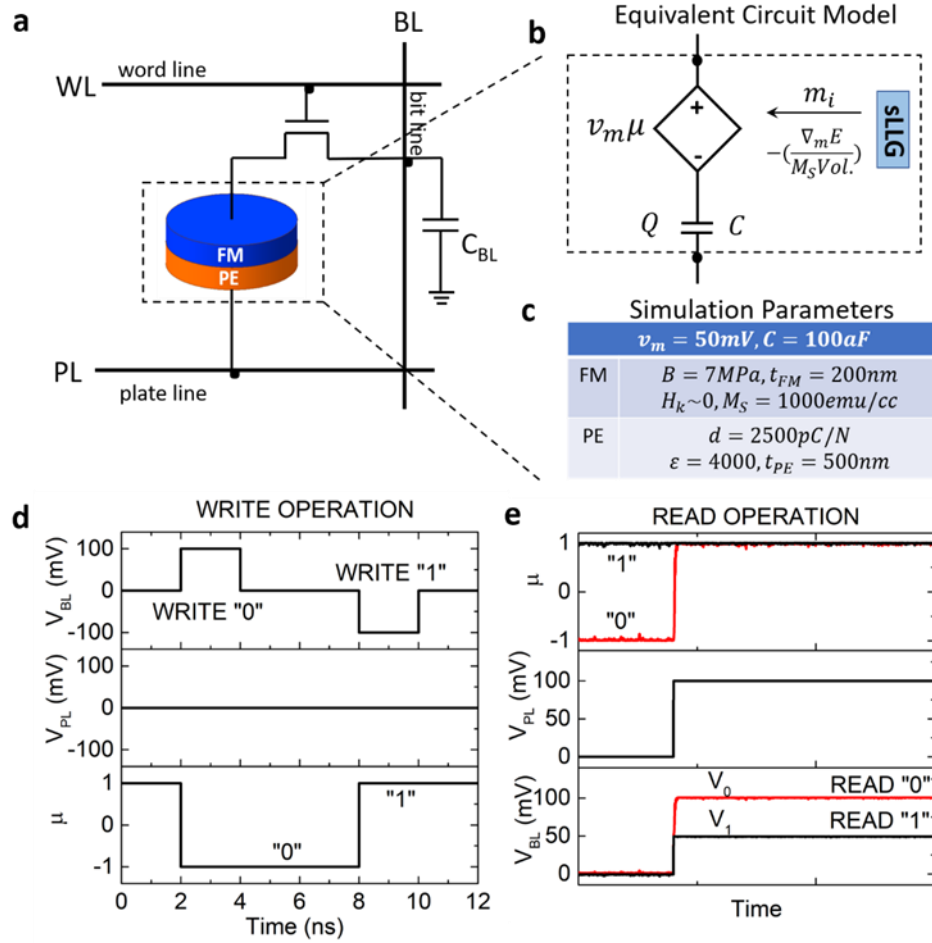 a
BL
WL
word line
bit line
FM
PE
C_BL
PL
plate line
Equivalent Circuit Model
b
v_m μ
+
-
m_i
-(∇_m E / M_S Vol.)
sLLG
Q C
Simulation Parameters
c
v_m = 50mV, C = 100aF
FM
B = 7MPa, t_FM = 200nm
H_k~0, M_S = 1000emu/cc
PE
d = 2500pC/N
ε = 4000, t_PE = 500nm
d
WRITE OPERATION
V_BL (mV)
100
0
-100
WRITE "0"
WRITE "1"
V_PL (mV)
100
0
-100
μ
1
0
-1
"0"
"1"
0 2 4 6 8 10 12
Time (ns)
e
READ OPERATION
μ
1
0
-1
"1"
"0"
V_PL (mV)
100
50
0
V_BL (mV)
100
50
0
V_0
READ "0"
V_1
READ "1"
Time